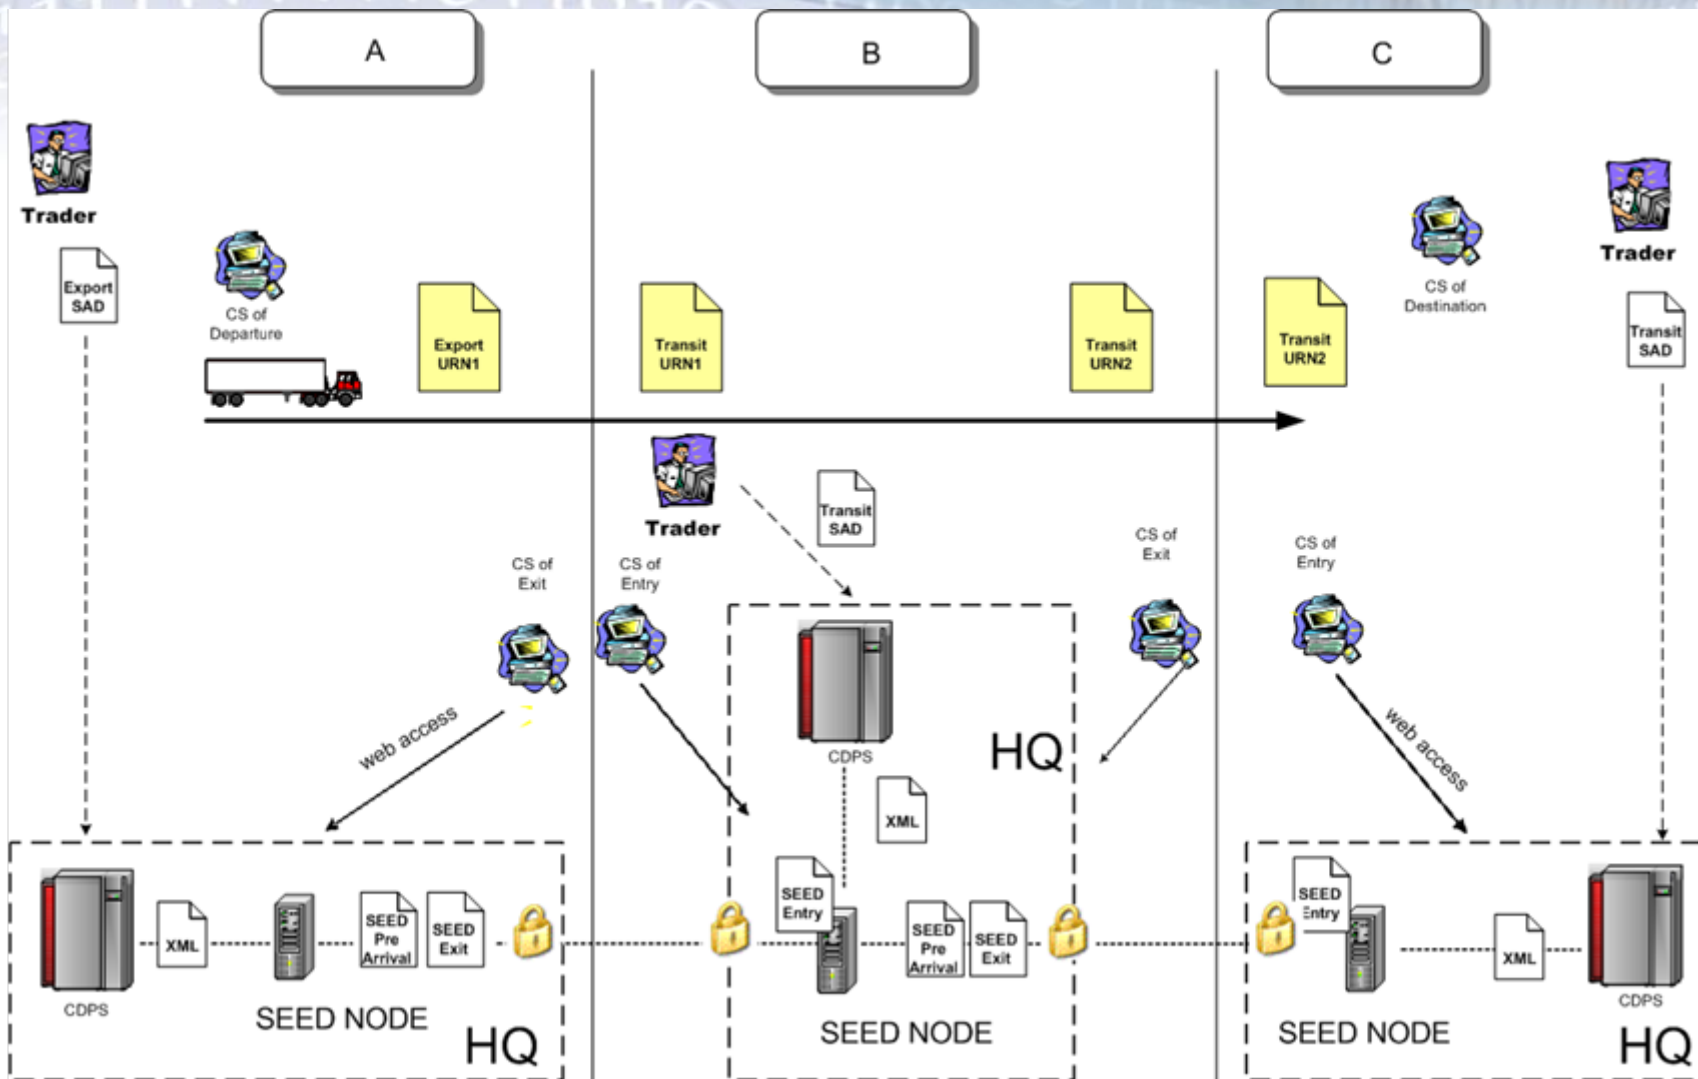 A
B
C
Trader
Export
SAD
CS of
Departure
Export
URN1
Transit
URN1
Transit
URN2
Transit
URN2
CS of
Destination
Trader
Transit
SAD
Trader
Transit
SAD
CS of
Exit
CS of
Entry
CS of
Exit
CS of
Entry
web access
web access
CDPS
HQ
XML
CDPS
XML
SEED
Pre
Arrival
SEED
Exit
SEED NODE
HQ
SEED
Entry
SEED
Pre
Arrival
SEED
Exit
SEED NODE
SEED
Entry
XML
CDPS
SEED NODE
HQ